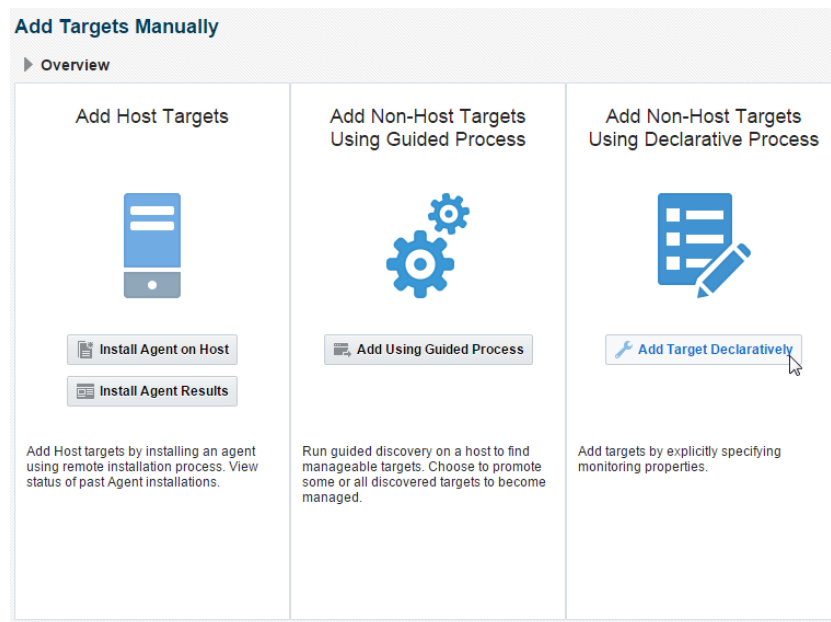 Add Targets Manually
Overview
Add Host Targets
Install Agent on Host
Install Agent Results
Add Host targets by installing an agent
using remote installation process. View
status of past Agent installations.
Add Non-Host Targets
Using Guided Process
Add Using Guided Process
Run guided discovery on a host to find
manageable targets. Choose to promote
some or all discovered targets to become
managed.
Add Non-Host Targets
Using Declarative Process
Add Target Declaratively
Add targets by explicitly specifying
monitoring properties.